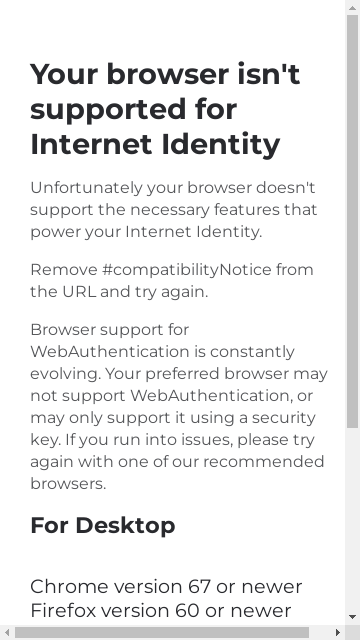 Your browser isn't
supported for
Internet Identity
Unfortunately your browser doesn't
support the necessary features that
power your Internet Identity.
Remove #compatibilityNotice from
the URL and try again.
Browser support for
WebAuthentication is constantly
evolving. Your preferred browser may
not support WebAuthentication, or
may only support it using a security
key. If you run into issues, please try
again with one of our recommended
browsers.
For Desktop
Chrome version 67 or newer
Firefox version 60 or newer